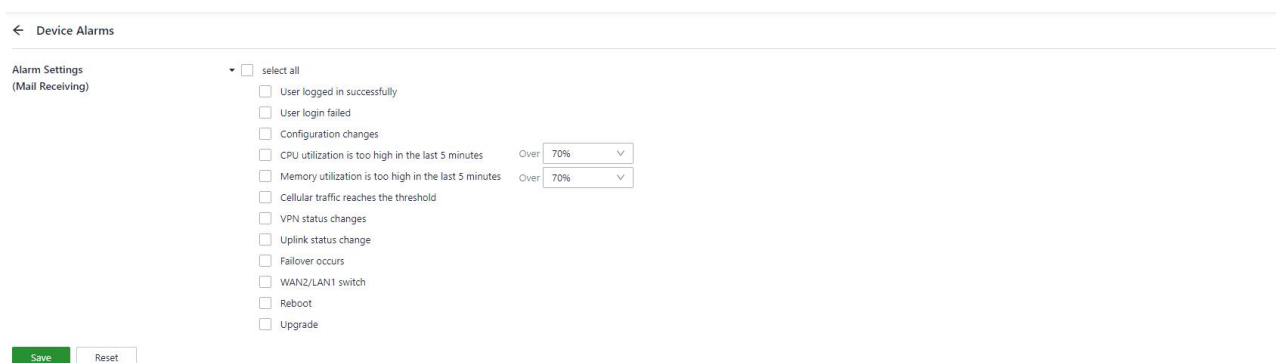 Device Alarms
Alarm Settings
(Mail Receiving)
select all
User logged in successfully
User login failed
Configuration changes
CPU utilization is too high in the last 5 minutes Over 70%
Memory utilization is too high in the last 5 minutes Over 70%
Cellular traffic reaches the threshold
VPN status changes
Uplink status change
Failover occurs
WAN2/LAN1 switch
Reboot
Upgrade
Save Reset